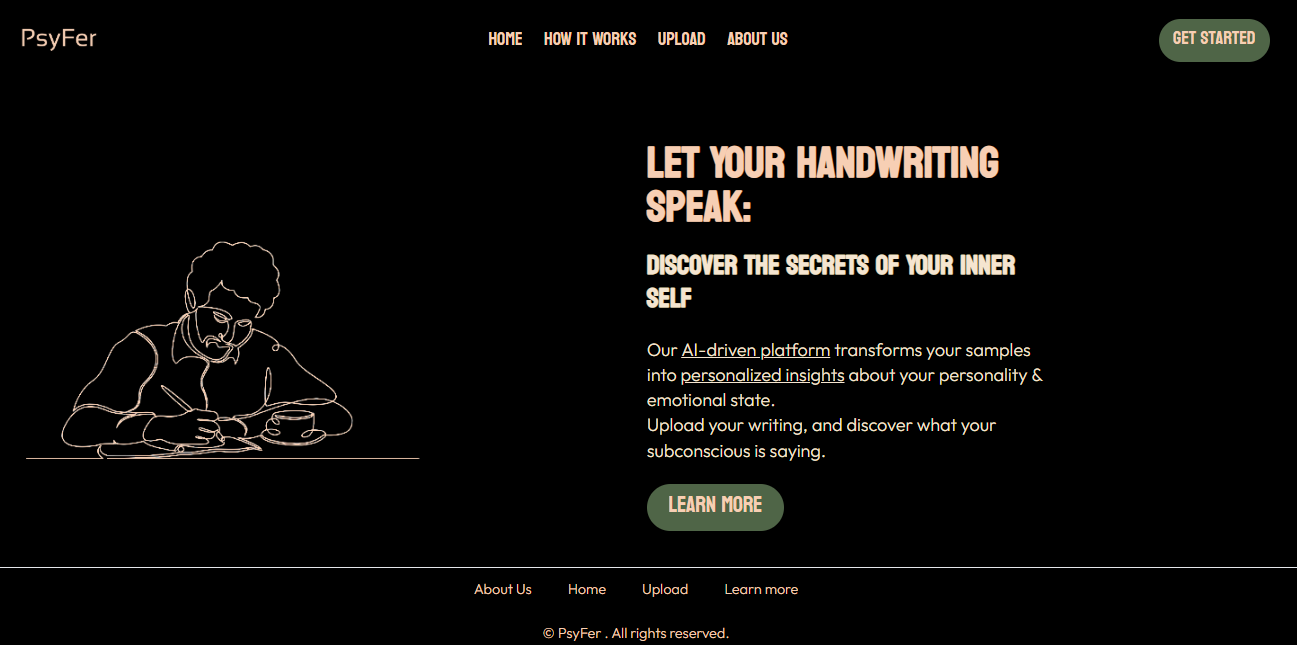 PsyFer
HOME HOW IT WORKS UPLOAD ABOUT US
GET STARTED
LET YOUR HANDWRITING
SPEAK:
DISCOVER THE SECRETS OF YOUR INNER
SELF
Our AI-driven platform transforms your samples
into personalized insights about your personality &
emotional state.
Upload your writing, and discover what your
subconscious is saying.
LEARN MORE
About Us Home Upload Learn more
© PsyFer . All rights reserved.